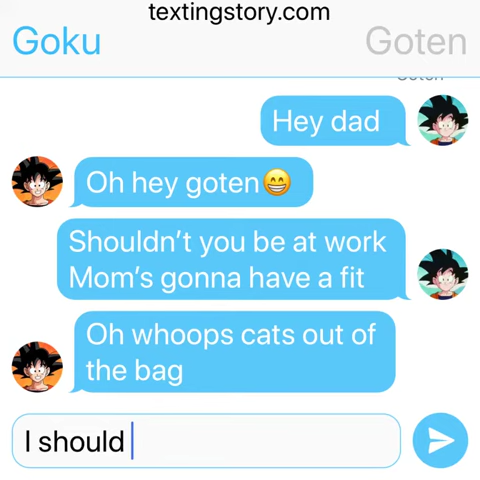 textingstory.com
Goku
Goten
Hey dad
Oh hey goten😁
Shouldn't you be at work
Mom's gonna have a fit
Oh whoops cats out of
the bag
I should